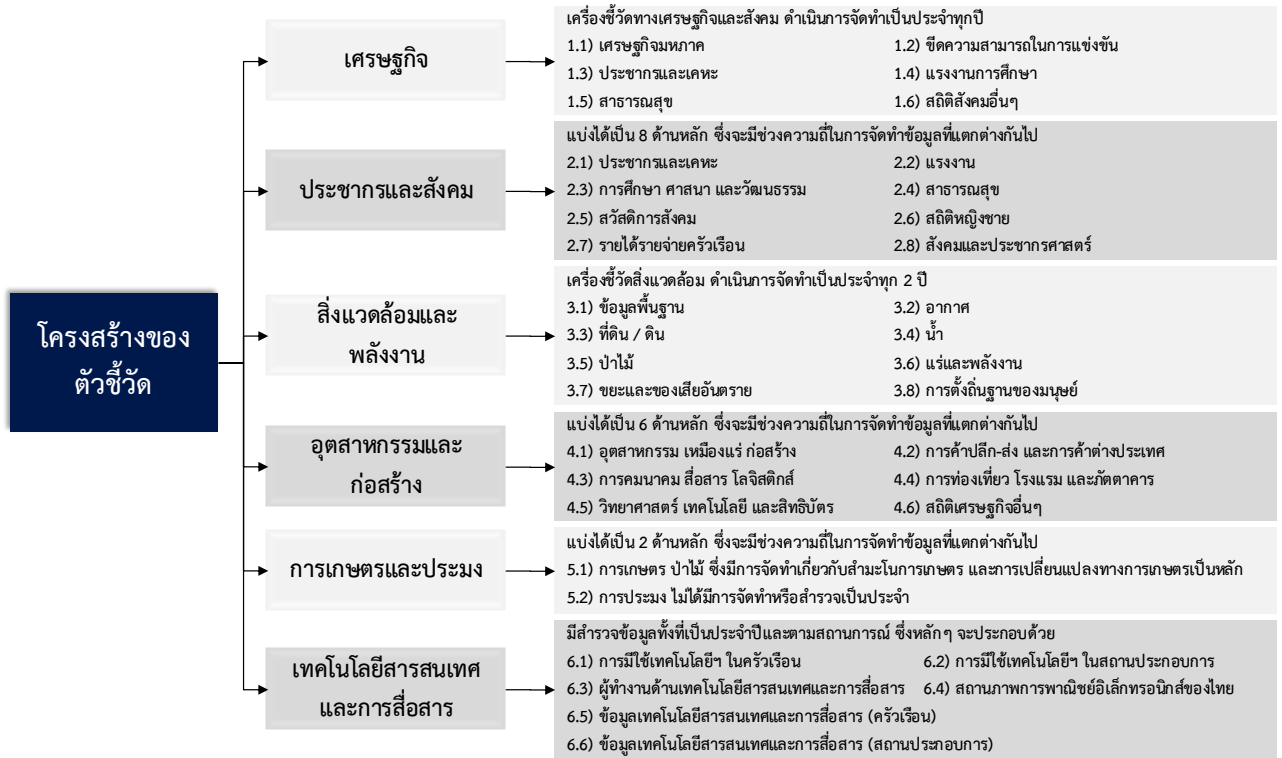 โครงสร้างของ
ตัวชี้วัด
เศรษฐกิจ
เครื่องชี้วัดทางเศรษฐกิจและสังคม ดำเนินการจัดทำเป็นประจำทุกปี
1.1) เศรษฐกิจมหภาค 1.2) ขีดความสามารถในการแข่งขัน
1.3) ประชากรและเคหะ 1.4) แรงงานการศึกษา
1.5) สาธารณสุข 1.6) สถิติสังคมอื่นๆ
ประชากรและสังคม
แบ่งได้เป็น 8 ด้านหลัก ซึ่งจะมีช่วงความถี่ในการจัดทำข้อมูลที่แตกต่างกันไป
2.1) ประชากรและเคหะ 2.2) แรงงาน
2.3) การศึกษา ศาสนา และวัฒนธรรม 2.4) สาธารณสุข
2.5) สวัสดิการสังคม 2.6) สถิติหญิงชาย
2.7) รายได้รายจ่ายครัวเรือน 2.8) สังคมและประชากรศาสตร์
สิ่งแวดล้อมและ
พลังงาน
เครื่องชี้วัดสิ่งแวดล้อม ดำเนินการจัดทำเป็นประจำทุก 2 ปี
3.1) ข้อมูลพื้นฐาน 3.2) อากาศ
3.3) ที่ดิน / ดิน 3.4) น้ำ
3.5) ป่าไม้ 3.6) แร่และพลังงาน
3.7) ขยะและของเสียอันตราย 3.8) การตั้งถิ่นฐานของมนุษย์
อุตสาหกรรมและ
ก่อสร้าง
แบ่งได้เป็น 6 ด้านหลัก ซึ่งจะมีช่วงความถี่ในการจัดทำข้อมูลที่แตกต่างกันไป
4.1) อุตสาหกรรม เหมืองแร่ ก่อสร้าง 4.2) การค้าปลีก-ส่ง และการค้าต่างประเทศ
4.3) การคมนาคม สื่อสาร โลจิสติกส์ 4.4) การท่องเที่ยว โรงแรม และภัตตาคาร
4.5) วิทยาศาสตร์ เทคโนโลยี และสิทธิบัตร 4.6) สถิติเศรษฐกิจอื่นๆ
การเกษตรและประมง
แบ่งได้เป็น 2 ด้านหลัก ซึ่งจะมีช่วงความถี่ในการจัดทำข้อมูลที่แตกต่างกันไป
5.1) การเกษตร ป่าไม้ ซึ่งมีการจัดทำเกี่ยวกับสำมะโนการเกษตร และการเปลี่ยนแปลงทางการเกษตรเป็นหลัก
5.2) การประมง ไม่ได้มีการจัดทำหรือสำรวจเป็นประจำ
เทคโนโลยีสารสนเทศ
และการสื่อสาร
มีสำรวจข้อมูลทั้งที่เป็นประจำปีและตามสถานการณ์ ซึ่งหลักๆ จะประกอบด้วย
6.1) การมีใช้เทคโนโลยีฯ ในครัวเรือน 6.2) การมีใช้เทคโนโลยีฯ ในสถานประกอบการ
6.3) ผู้ทำงานด้านเทคโนโลยีสารสนเทศและการสื่อสาร 6.4) สถานภาพการพาณิชย์อิเล็กทรอนิกส์ของไทย
6.5) ข้อมูลเทคโนโลยีสารสนเทศและการสื่อสาร (ครัวเรือน)
6.6) ข้อมูลเทคโนโลยีสารสนเทศและการสื่อสาร (สถานประกอบการ)